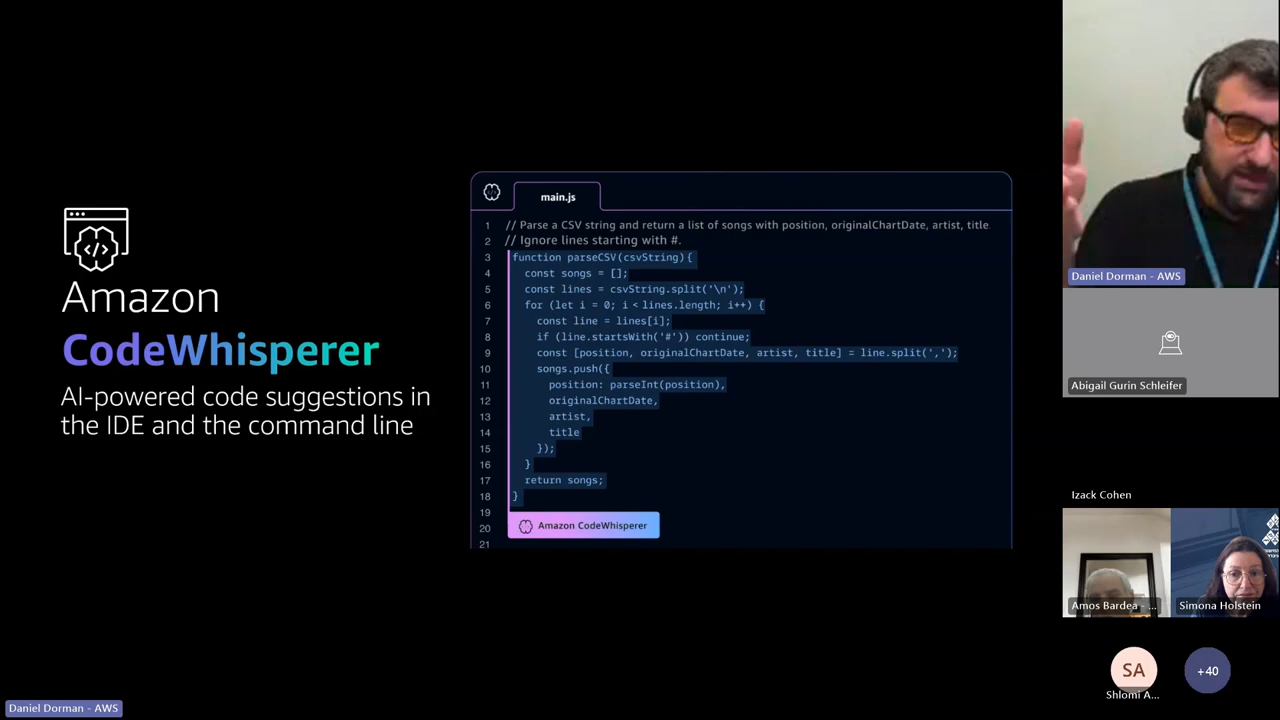 Amazon
CodeWhisperer
AI-powered code suggestions in
the IDE and the command line
main.js
1 // Parse a CSV string and return a list of songs with position, originalChartDate, artist, title
2 // Ignore lines starting with #.
3 function parseCSV(csvString){
4 const songs = [];
5 const lines = csvString.split('\n');
6 for (let i = 0; i < lines.length; i++) {
7 const line = lines[i];
8 if (line.startsWith('#')) continue;
9 const [position, originalChartDate, artist, title] = line.split(',');
10 songs.push({
11 position: parseInt(position),
12 originalChartDate,
13 artist,
14 title
15 });
16 }
17 return songs;
18 }
19
20 Amazon CodeWhisperer
21
Daniel Dorman - AWS
Abigail Gurin Schleifer
Izack Cohen
Amos Bardea - ...
Simona Holstein
SA
+40
Shlomi A...
Daniel Dorman - AWS